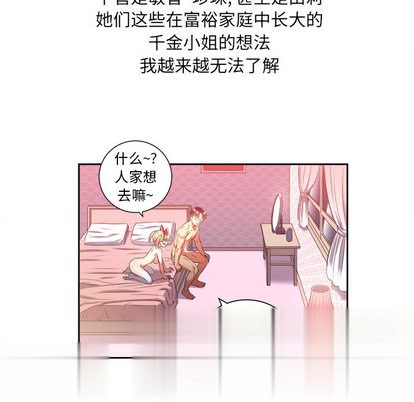 她们这些在富裕家庭中长大的
千金小姐的想法
我越来越无法了解
什么~?
人家想
去嘛~